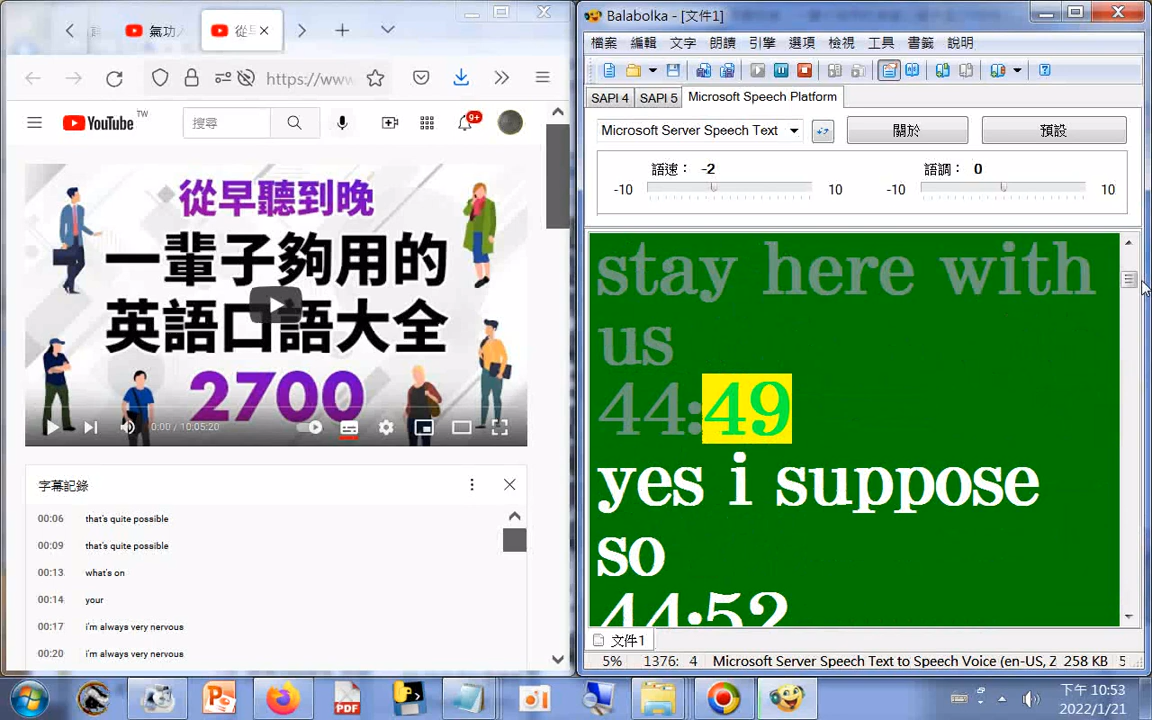 氣功
從
https://www
YouTube TW
搜尋
9+
從早聽到晚
一輩子夠用的
英語口語大全
2700
0:00 / 10:05:20
字幕記錄
00:06 that's quite possible
00:09 that's quite possible
00:13 what's on
00:14 your
00:17 i'm always very nervous
00:20 i'm always very nervous
Balabolka - [文件1]
檔案 編輯 文字 朗讀 引擎 選項 檢視 工具 書籤 說明
SAPI 4 SAPI 5 Microsoft Speech Platform
Microsoft Server Speech Text 關於 預設
語速： -2 語調： 0
-10 10 -10 10
stay here with
us
44:49
yes i suppose
so
44:52
文件1
5% 1376: 4 Microsoft Server Speech Text to Speech Voice (en-US, Z 258 KB 5
PDF
下午 10:53
2022/1/21